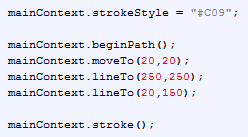 mainContext.strokeStyle = "#C09";
mainContext.beginPath();
mainContext.moveTo(20,20);
mainContext.lineTo(250,250);
mainContext.lineTo(20,150);
mainContext.stroke();